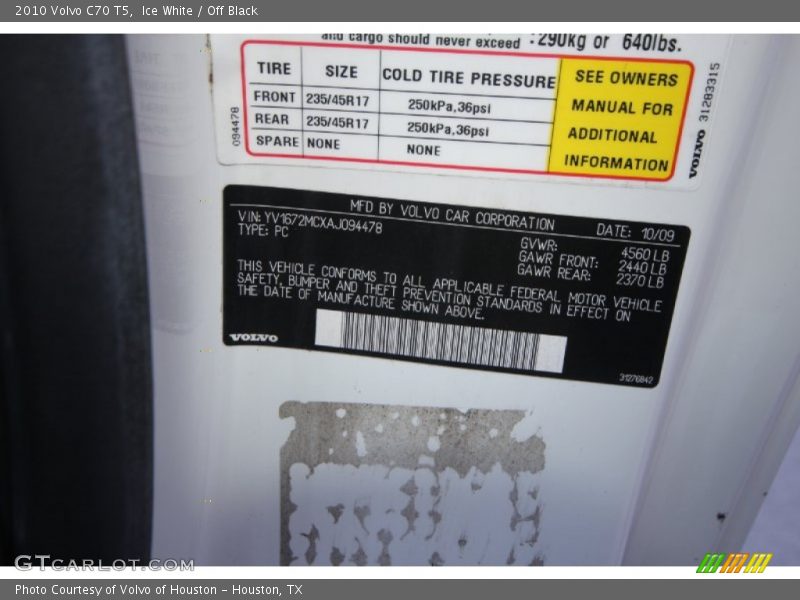 2010 Volvo C70 T5, Ice White / Off Black
and cargo should never exceed : 290kg or 640lbs.
TIRE SIZE COLD TIRE PRESSURE
FRONT 235/45R17 250kPa,36psi
REAR 235/45R17 250kPa,36psi
SPARE NONE NONE
SEE OWNERS
MANUAL FOR
ADDITIONAL
INFORMATION
094478
VOLVO 31283315
MFD BY VOLVO CAR CORPORATION DATE: 10/09
VIN: YV1672MCXAJ094478
TYPE: PC
GVWR: 4560 LB
GAWR FRONT: 2440 LB
GAWR REAR: 2370 LB
THIS VEHICLE CONFORMS TO ALL APPLICABLE FEDERAL MOTOR VEHICLE
SAFETY, BUMPER AND THEFT PREVENTION STANDARDS IN EFFECT ON
THE DATE OF MANUFACTURE SHOWN ABOVE.
VOLVO
31276842
GTcarlot.com
Photo Courtesy of Volvo of Houston - Houston, TX